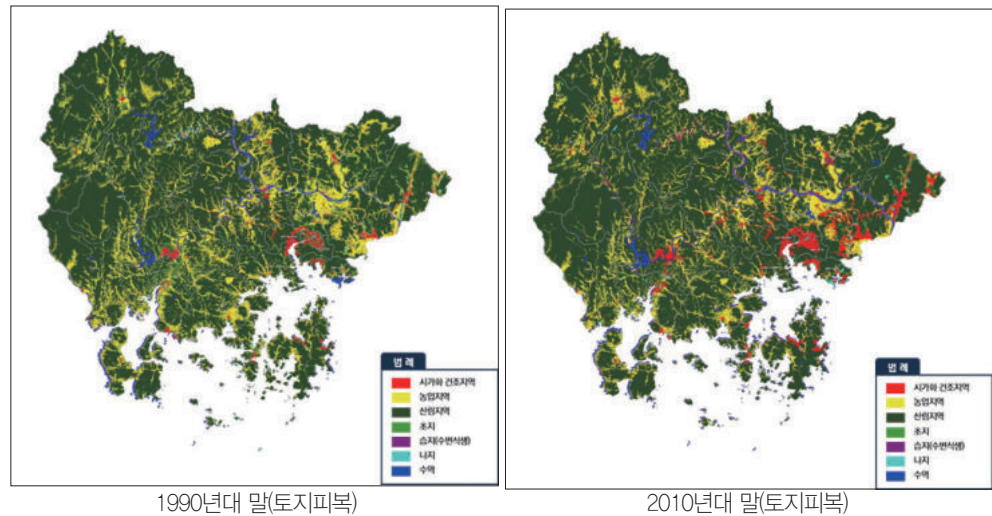 범 례
시가화 건조지역
농업지역
산림지역
초지
습지(수변식생)
나지
수역
1990년대 말(토지피복)
범 례
시가화 건조지역
농업지역
산림지역
초지
습지(수변식생)
나지
수역
2010년대 말(토지피복)